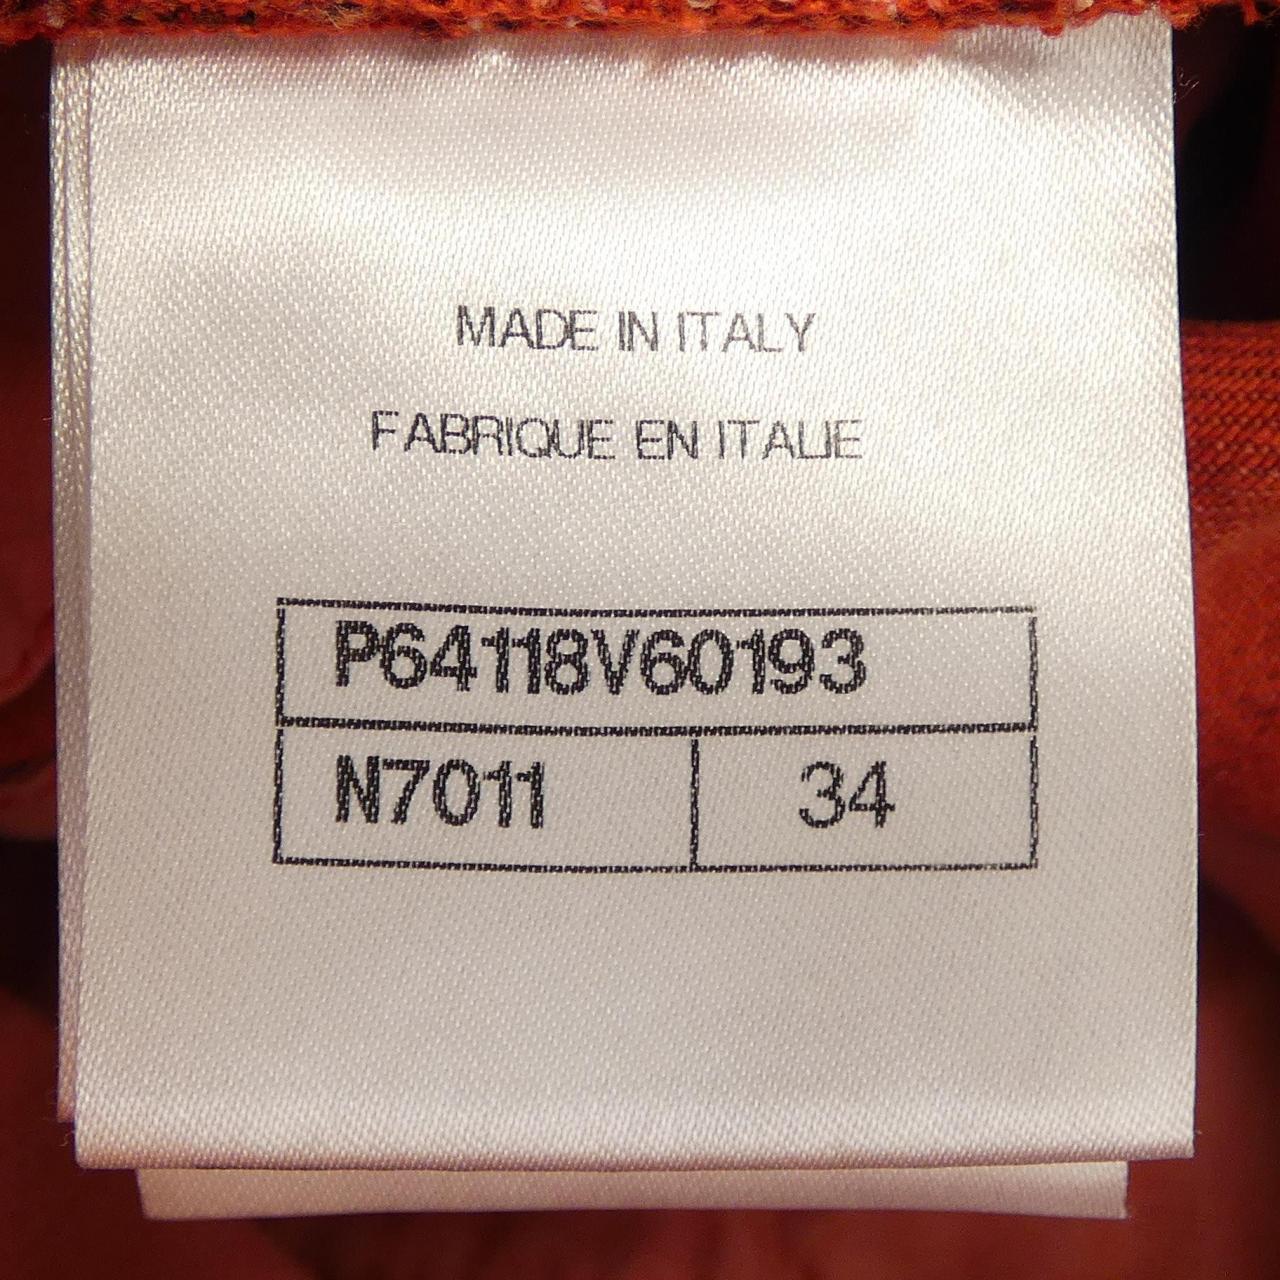 MADE IN ITALY
FABRIQUE EN ITALIE
P64118V60193
N7011 34